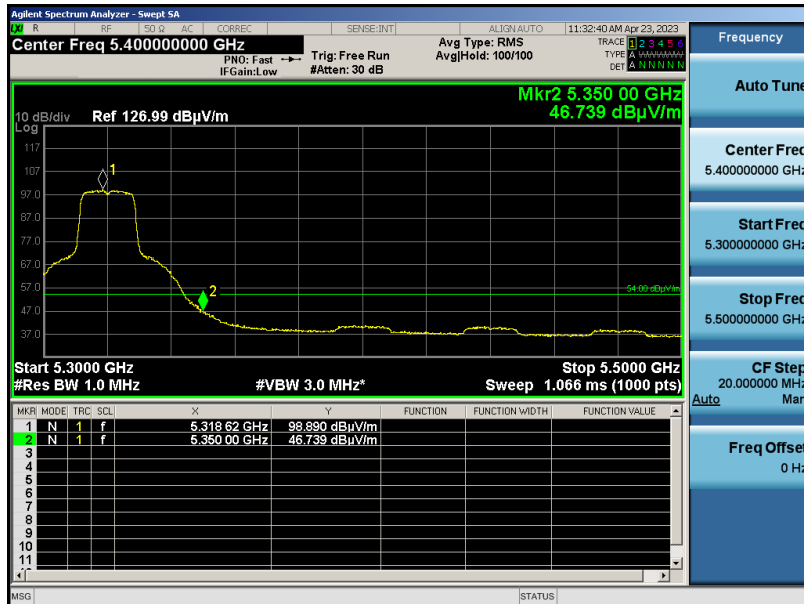 Agilent Spectrum Analyzer - Swept SA
LXI R RF 50 Ω AC CORREC SENSE:INT ALIGN AUTO 11:32:40 AM Apr 23, 2023
Center Freq 5.400000000 GHz
PNO: Fast
IFGain:Low
Trig: Free Run
#Atten: 30 dB
Avg Type: RMS
Avg|Hold: 100/100
TRACE 1 2 3 4 5 6
TYPE A WWWWW
DET A N N N N N
Mkr2 5.350 00 GHz
46.739 dBµV/m
10 dB/div Ref 126.99 dBµV/m
Log
117
107
97.0
87.0
77.0
67.0
57.0
47.0
37.0
1
2
54.00 dBµV/m
Start 5.3000 GHz Stop 5.5000 GHz
#Res BW 1.0 MHz #VBW 3.0 MHz* Sweep 1.066 ms (1000 pts)
MKR MODE TRC SCL X Y FUNCTION FUNCTION WIDTH FUNCTION VALUE
1 N 1 f 5.318 62 GHz 98.890 dBµV/m
2 N 1 f 5.350 00 GHz 46.739 dBµV/m
3
4
5
6
7
8
9
10
11
MSG STATUS
Frequency
Auto Tune
Center Freq
5.400000000 GHz
Start Freq
5.300000000 GHz
Stop Freq
5.500000000 GHz
CF Step
20.000000 MHz
Auto Man
Freq Offset
0 Hz